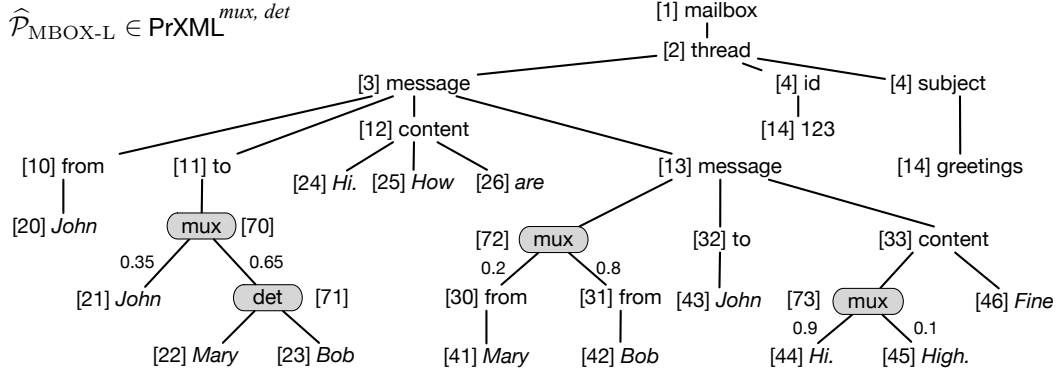 [1] mailbox
P̂MBOX-L ∈ PrXML^mux, det
[2] thread
[3] message [4] id [4] subject
[12] content [14] 123
[10] from [11] to [13] message [14] greetings
[24] Hi. [25] How [26] are
[20] John mux [70] [72] mux [32] to [33] content
0.35 0.65 0.2 0.8
[21] John det [71] [30] from [31] from [43] John [73] mux [46] Fine
0.9 0.1
[22] Mary [23] Bob [41] Mary [42] Bob [44] Hi. [45] High.